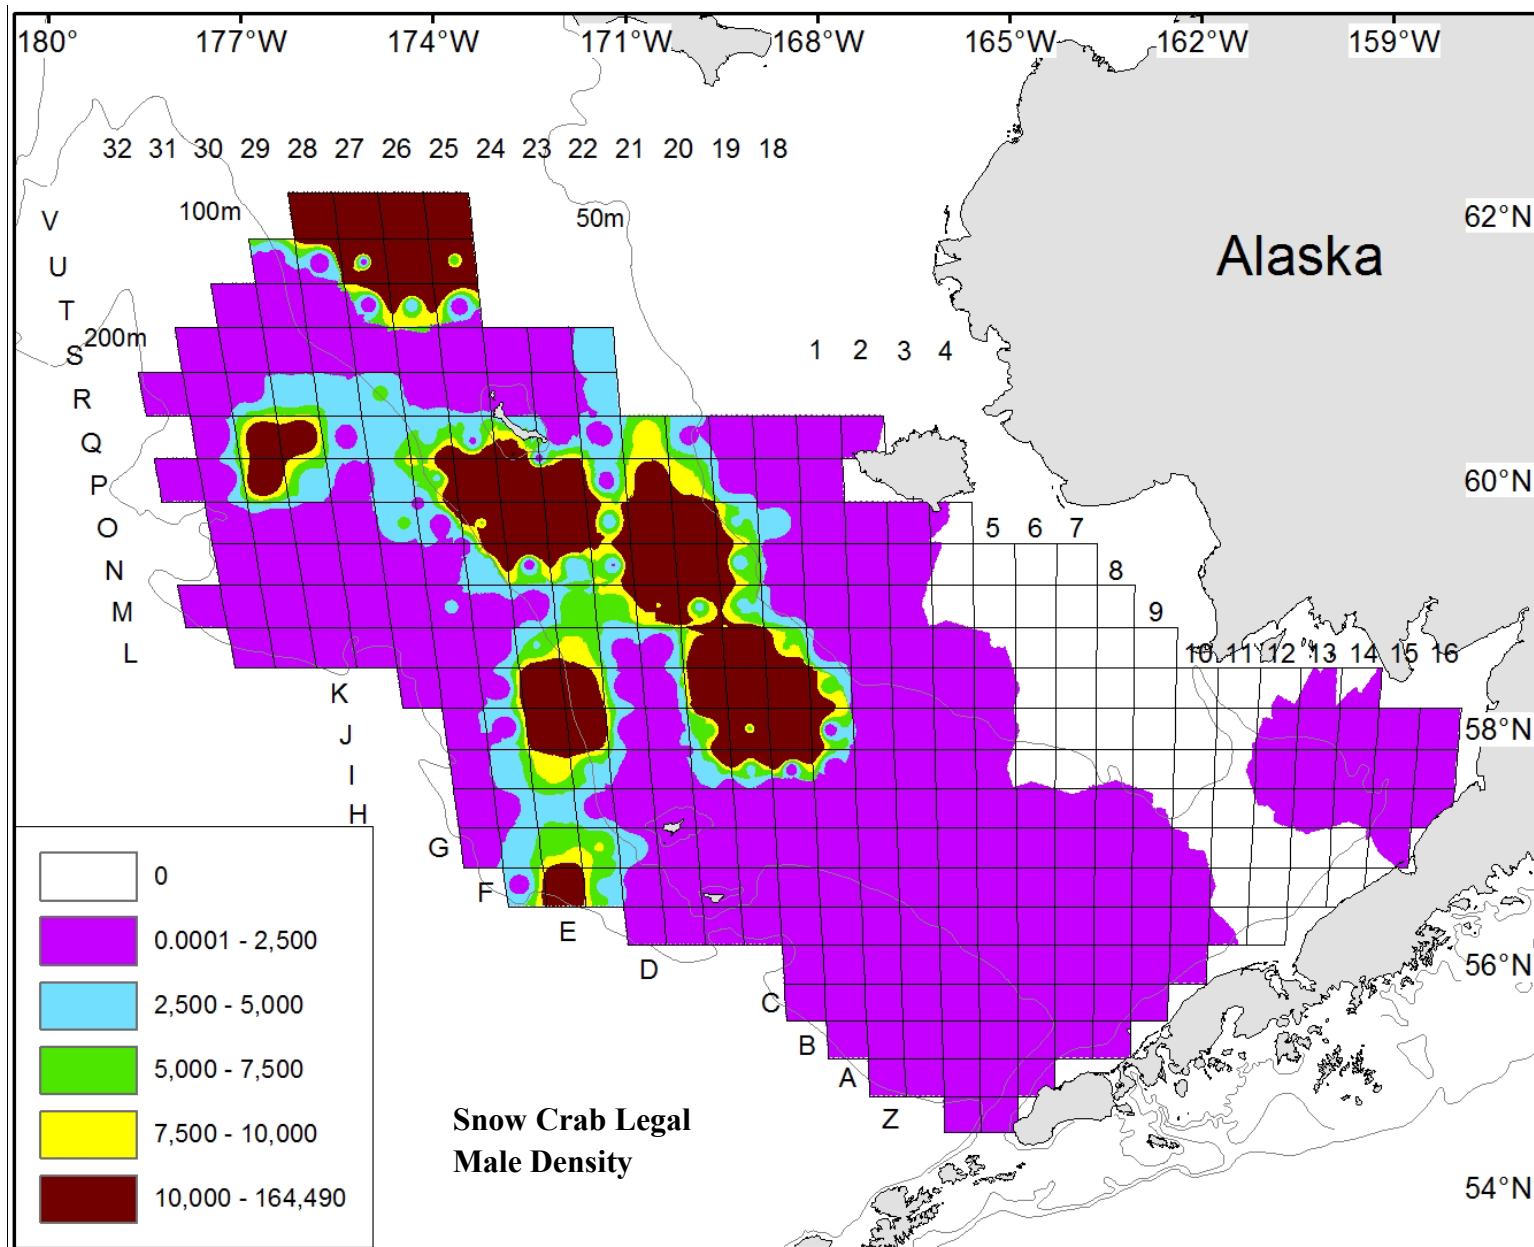 180° 177°W 174°W 171°W 168°W 165°W 162°W 159°W
32 31 30 29 28 27 26 25 24 23 22 21 20 19 18
100m 50m
V 62°N
U Alaska
T
200m
S 1 2 3 4
R
Q
P 60°N
O 5 6 7
N 8
M 9
L 10 11 12 13 14 15 16
K
J 58°N
I
H
G
F
E
D 56°N
C
B
A
Z
0
0.0001 - 2,500
2,500 - 5,000
5,000 - 7,500
7,500 - 10,000
10,000 - 164,490
Snow Crab Legal
Male Density
54°N